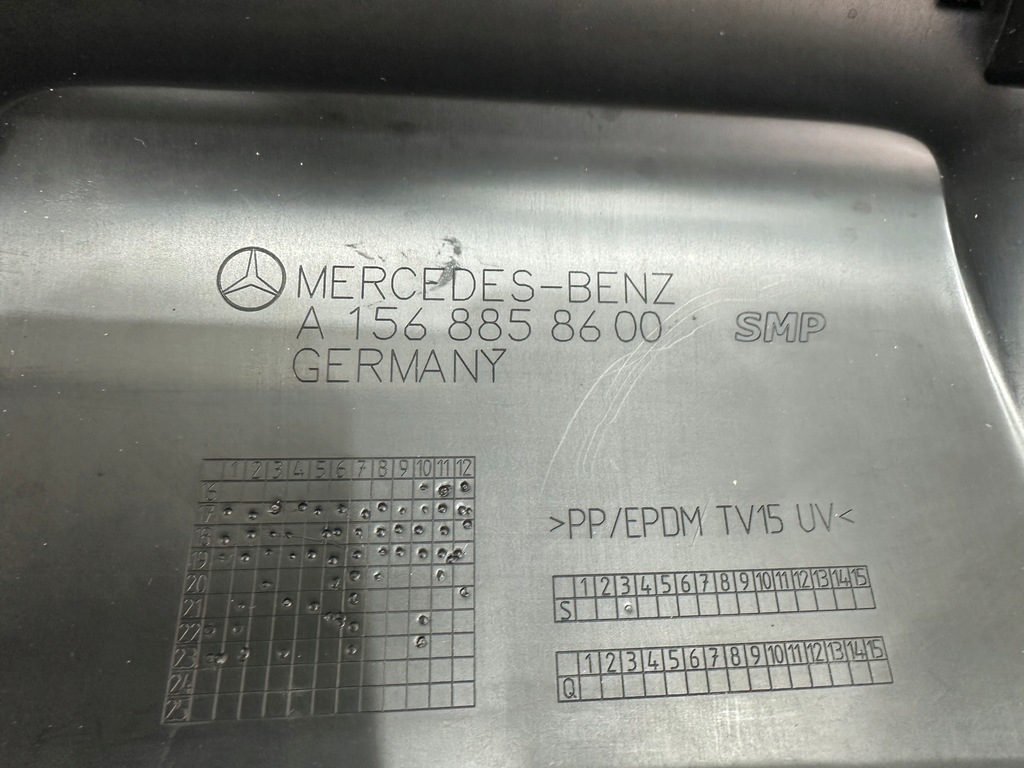 MERCEDES-BENZ
A 156 885 86 00
GERMANY
SMP
1 2 3 4 5 6 7 8 9 10 11 12
16
17
18
19
20
21
22
23
24
25
>PP/EPDM TV15 UV<
1 2 3 4 5 6 7 8 9 10 11 12 13 14 15
S
1 2 3 4 5 6 7 8 9 10 11 12 13 14 15
Q